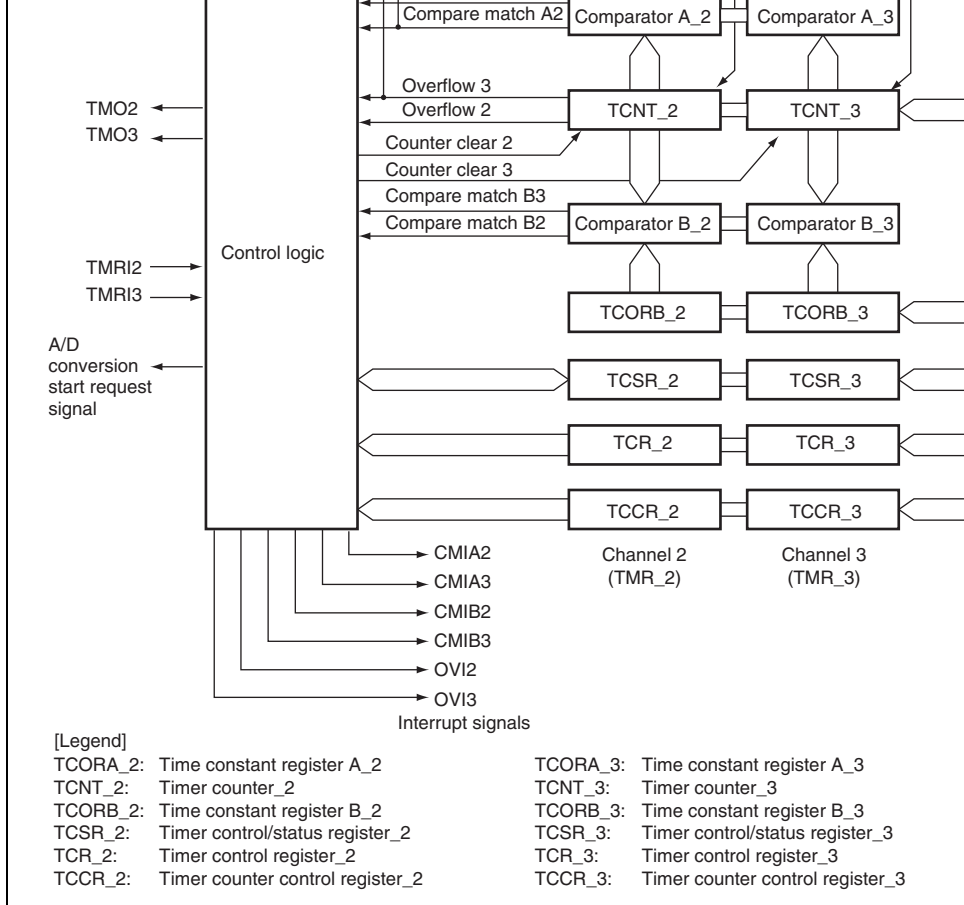 Compare match A2
Comparator A_2
Comparator A_3
Overflow 3
Overflow 2
TCNT_2
TCNT_3
TMO2
TMO3
Counter clear 2
Counter clear 3
Compare match B3
Compare match B2
Comparator B_2
Comparator B_3
Control logic
TMRI2
TMRI3
TCORB_2
TCORB_3
A/D
conversion
start request
signal
TCSR_2
TCSR_3
TCR_2
TCR_3
TCCR_2
TCCR_3
Channel 2
(TMR_2)
Channel 3
(TMR_3)
CMIA2
CMIA3
CMIB2
CMIB3
OVI2
OVI3
Interrupt signals
[Legend]
TCORA_2: Time constant register A_2
TCNT_2: Timer counter_2
TCORB_2: Time constant register B_2
TCSR_2: Timer control/status register_2
TCR_2: Timer control register_2
TCCR_2: Timer counter control register_2
TCORA_3: Time constant register A_3
TCNT_3: Timer counter_3
TCORB_3: Time constant register B_3
TCSR_3: Timer control/status register_3
TCR_3: Timer control register_3
TCCR_3: Timer counter control register_3